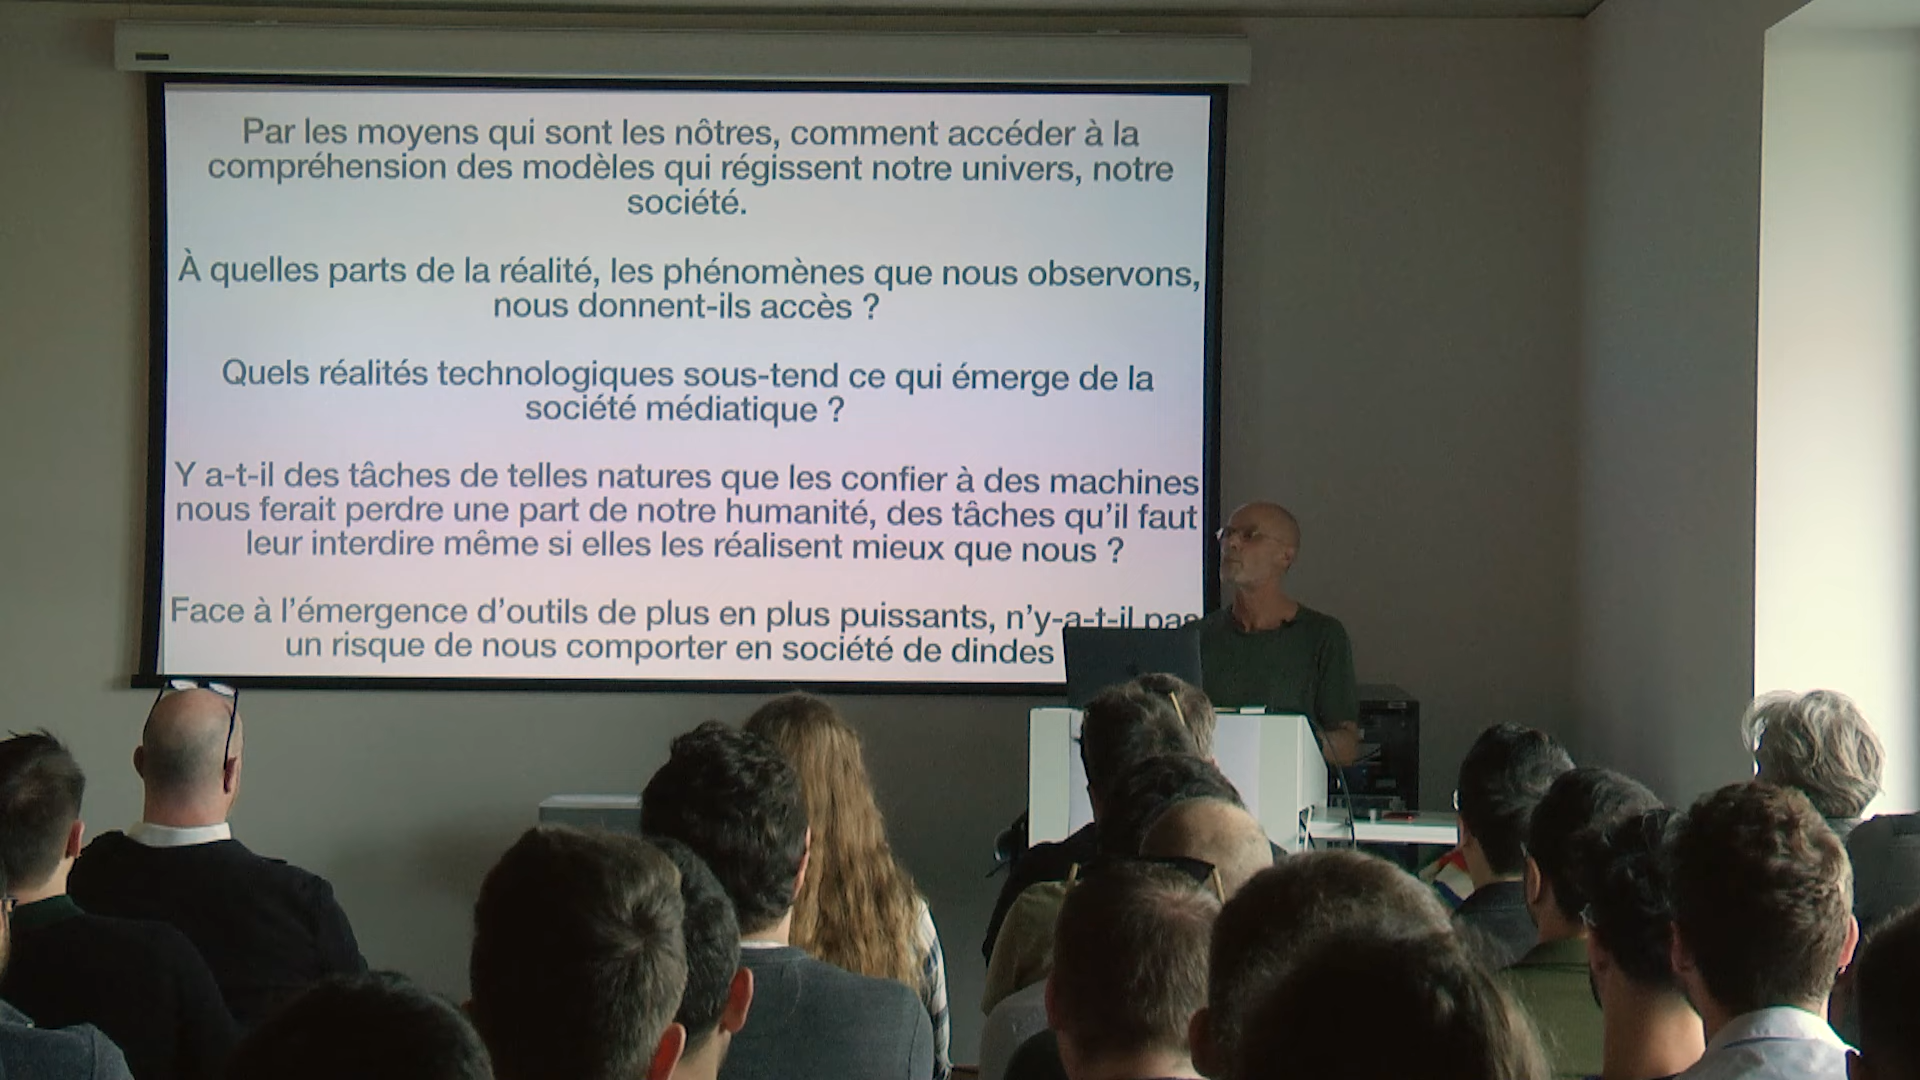 Par les moyens qui sont les nôtres, comment accéder à la
compréhension des modèles qui régissent notre univers, notre
société.
À quelles parts de la réalité, les phénomènes que nous observons,
nous donnent-ils accès ?
Quels réalités technologiques sous-tend ce qui émerge de la
société médiatique ?
Y a-t-il des tâches de telles natures que les confier à des machines
nous ferait perdre une part de notre humanité, des tâches qu'il faut
leur interdire même si elles les réalisent mieux que nous ?
Face à l'émergence d'outils de plus en plus puissants, n'y-a-t-il pas
un risque de nous comporter en société de dindes